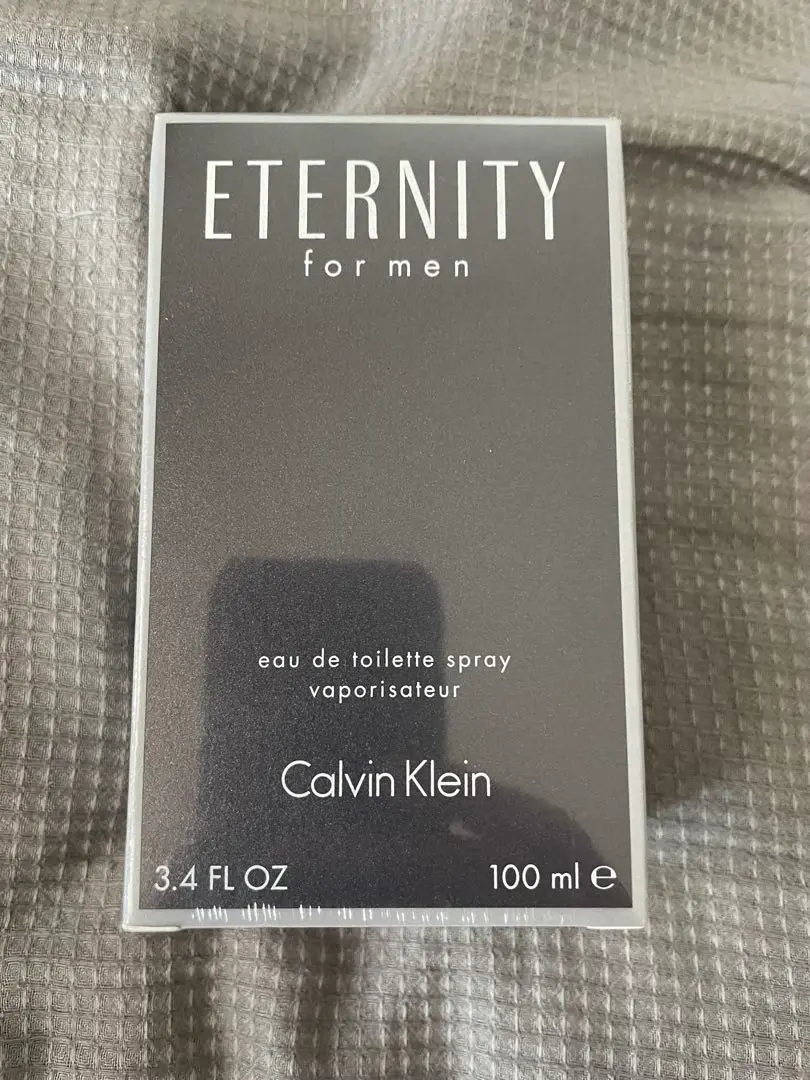 ETERNITY
for men
eau de toilette spray
vaporisateur
Calvin Klein
3.4 FL OZ 100 ml ℮